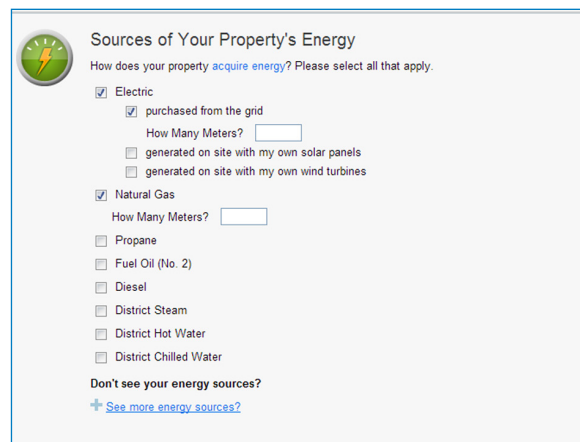 Sources of Your Property's Energy
How does your property acquire energy? Please select all that apply.
Electric
purchased from the grid
How Many Meters?
generated on site with my own solar panels
generated on site with my own wind turbines
Natural Gas
How Many Meters?
Propane
Fuel Oil (No. 2)
Diesel
District Steam
District Hot Water
District Chilled Water
Don't see your energy sources?
See more energy sources?